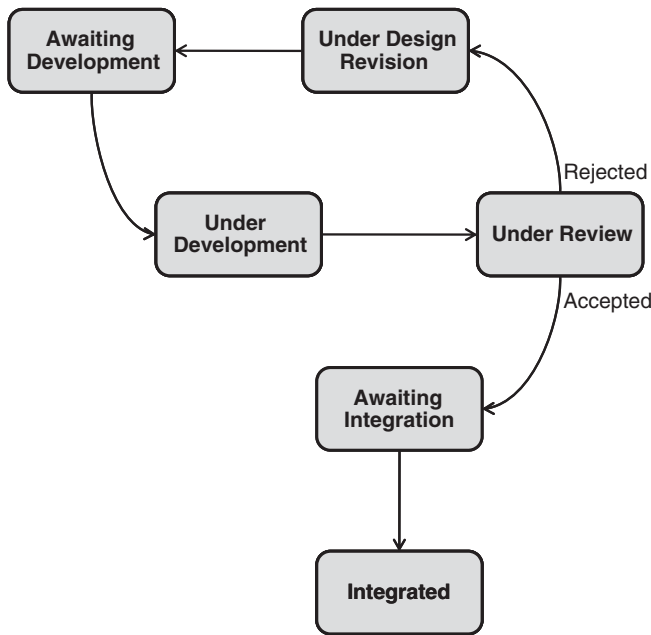 Awaiting
Development
Under Design
Revision
Rejected
Under
Development
Under Review
Accepted
Awaiting
Integration
Integrated